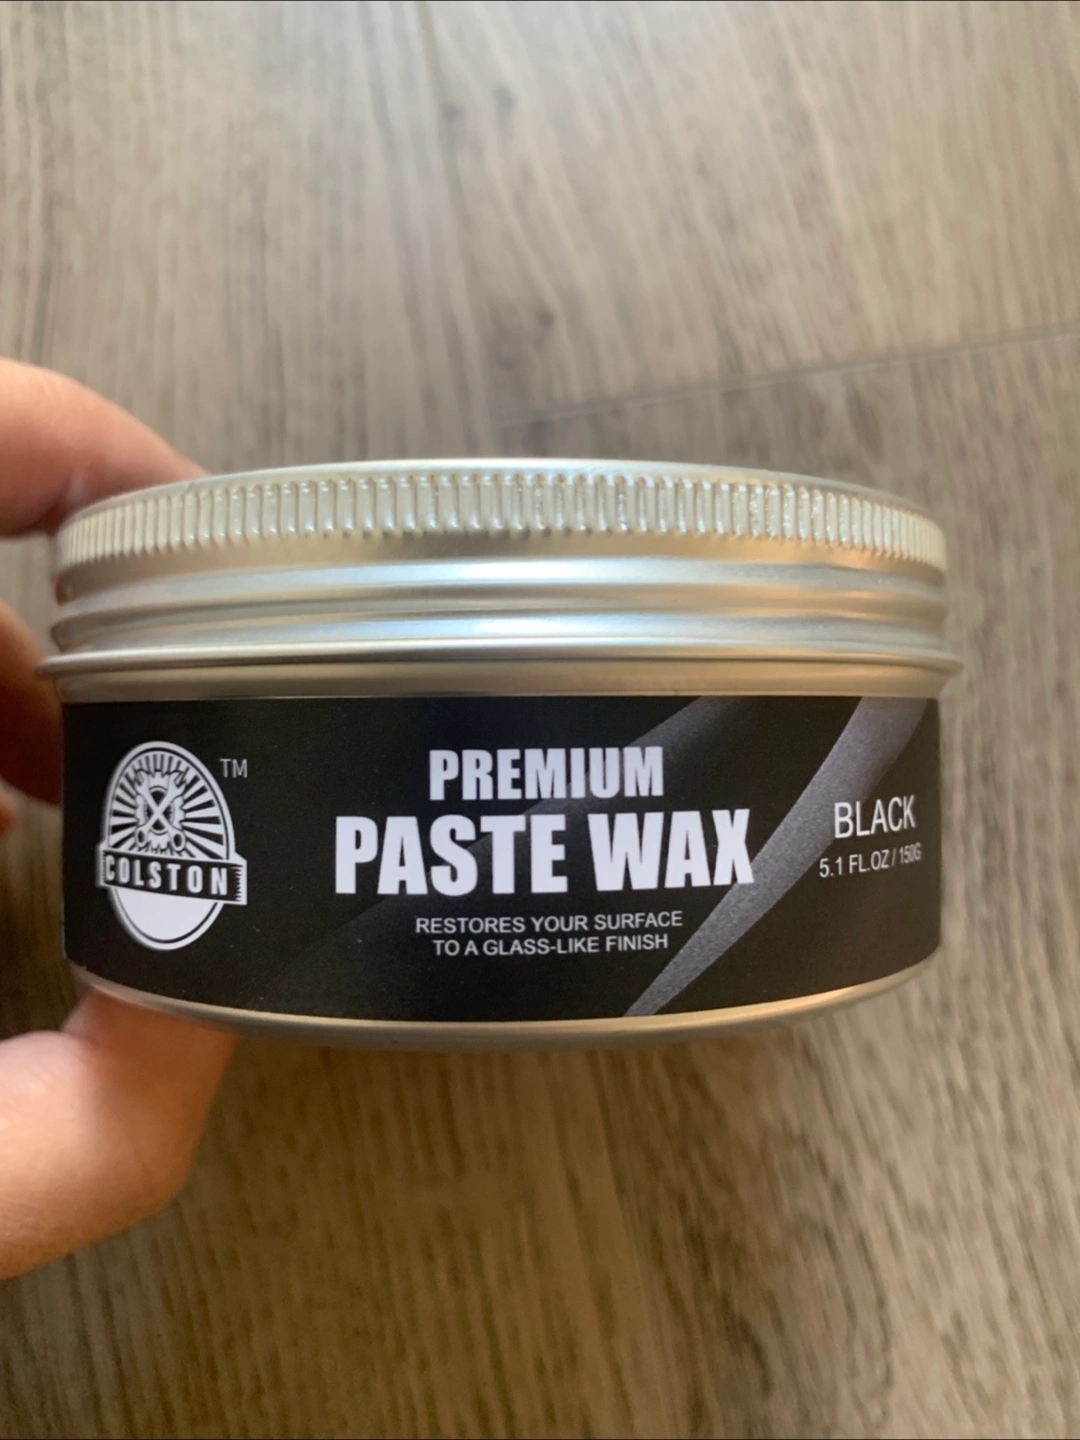 COLSTON
TM
PREMIUM
PASTE WAX
RESTORES YOUR SURFACE
TO A GLASS-LIKE FINISH
BLACK
5.1 FL.OZ / 150G